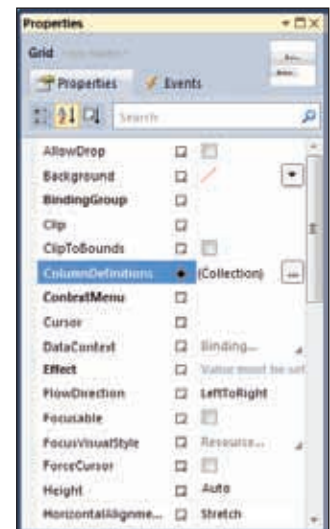 Properties
Grid
Properties Events
Search
AllowDrop
Background
BindingGroup
Clip
ClipToBounds
ColumnDefinitions (Collection) ...
ContextMenu
Cursor
DataContext Binding...
Effect Value must be set
FlowDirection LeftToRight
Focusable
FocusVisualStyle Resource...
ForceCursor
Height Auto
HorizontalAlignme... Stretch